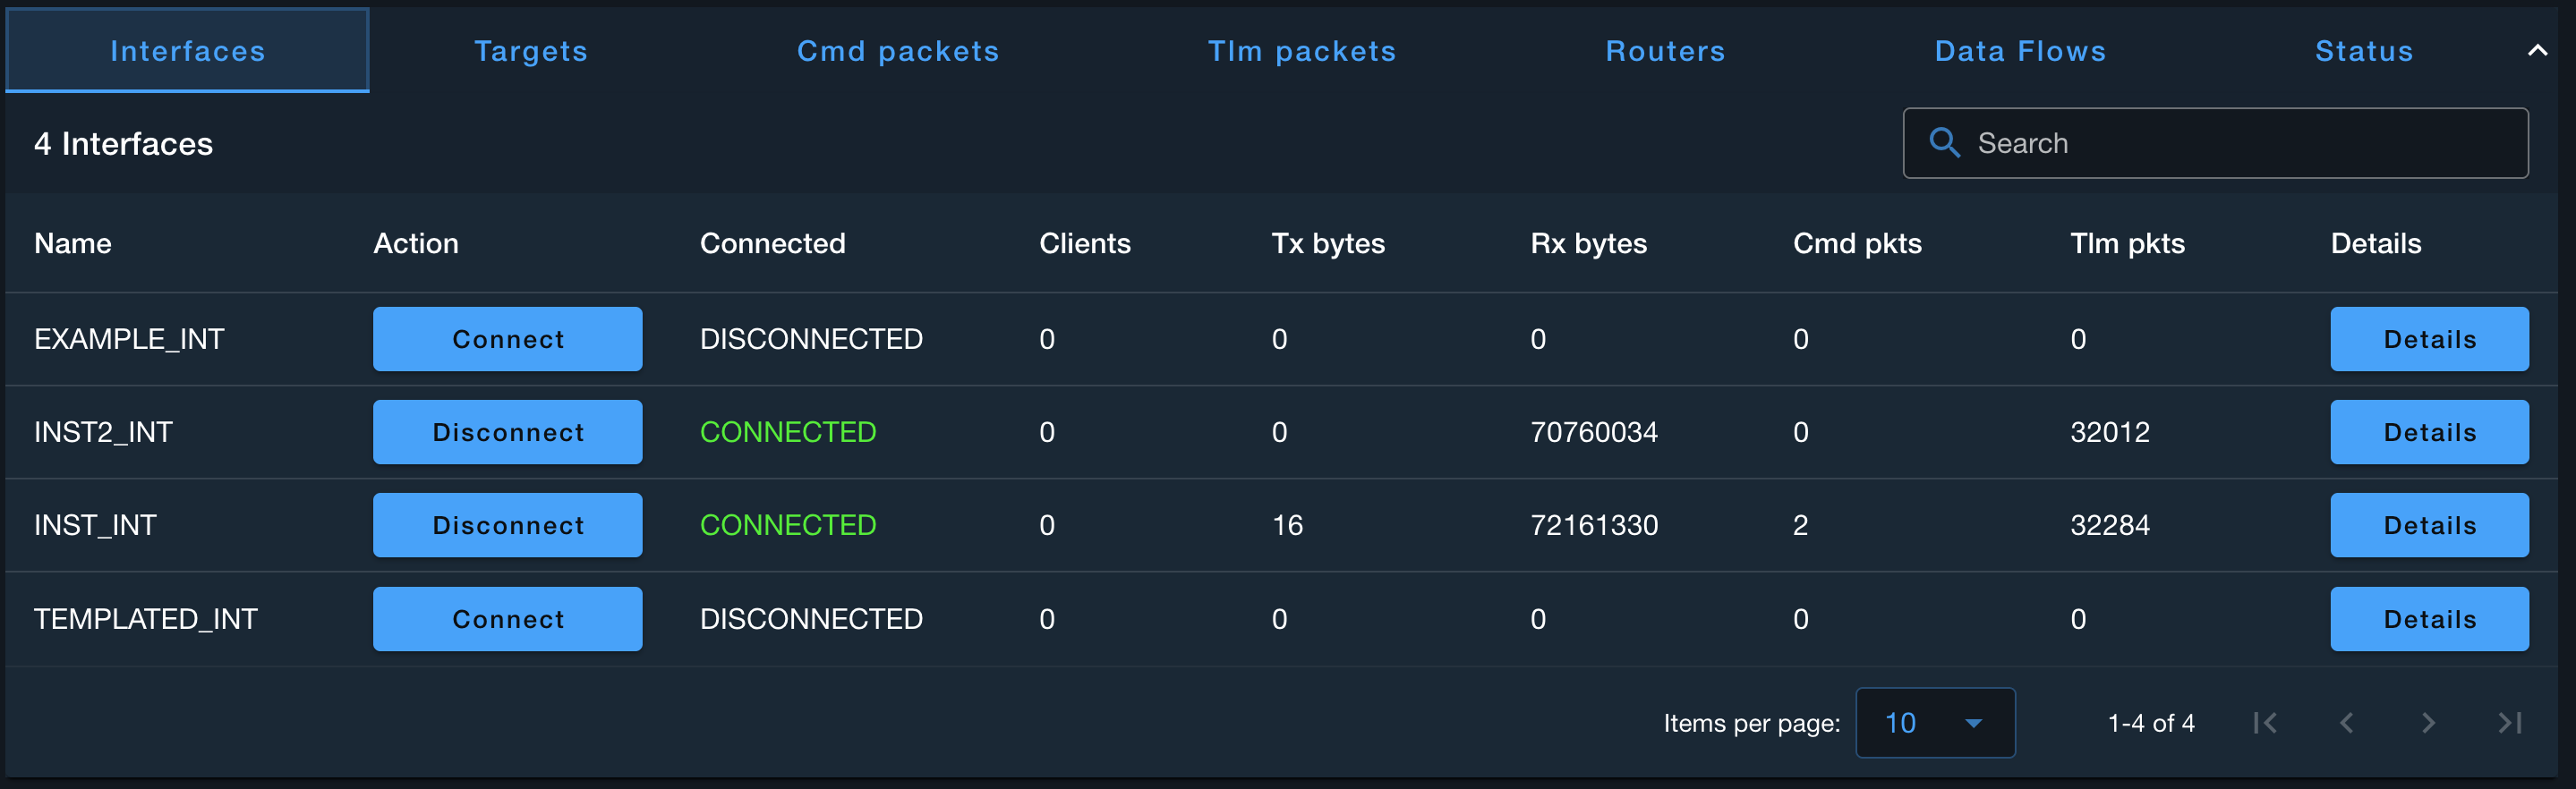 Interfaces Targets Cmd packets Tlm packets Routers Data Flows Status
4 Interfaces Search
Name Action Connected Clients Tx bytes Rx bytes Cmd pkts Tlm pkts Details
EXAMPLE_INT Connect DISCONNECTED 0 0 0 0 0 Details
INST2_INT Disconnect CONNECTED 0 0 70760034 0 32012 Details
INST_INT Disconnect CONNECTED 0 16 72161330 2 32284 Details
TEMPLATED_INT Connect DISCONNECTED 0 0 0 0 0 Details
Items per page: 10 1-4 of 4